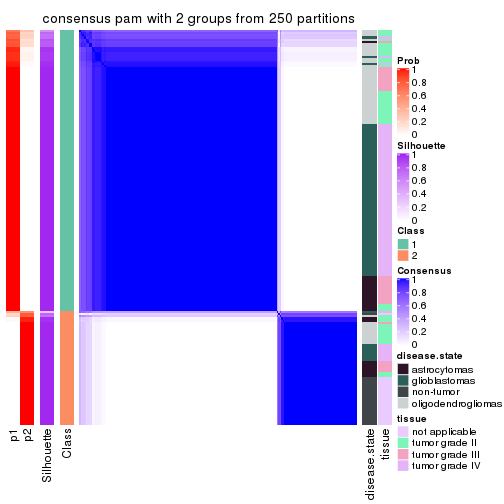 consensus pam with 2 groups from 250 partitions
Prob
1
0.8
0.6
0.4
0.2
0
Silhouette
1
0.8
0.6
0.4
0.2
0
Class
1
2
Consensus
1
0.8
0.6
0.4
0.2
0
disease.state
astrocytomas
glioblastomas
non-tumor
oligodendrogliomas
tissue
not applicable
tumor grade II
tumor grade III
tumor grade IV
p1
p2
Silhouette
Class
disease.state
tissue